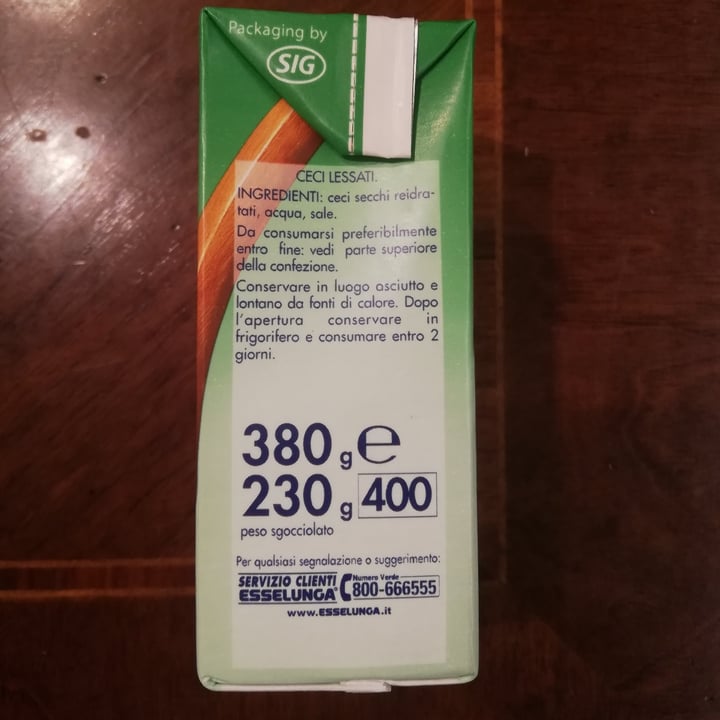 Packaging by
SIG
CECI LESSATI.
INGREDIENTI: ceci secchi reidra-
tati, acqua, sale.
Da consumarsi preferibilmente
entro fine: vedi parte superiore
della confezione.
Conservare in luogo asciutto e
lontano da fonti di calore. Dopo
l'apertura conservare in
frigorifero e consumare entro 2
giorni.
380 g e
230 g 400
peso sgocciolato
Per qualsiasi segnalazione o suggerimento:
SERVIZIO CLIENTI
ESSELUNGA®
Numero Verde
800-666555
www.ESSELUNGA.it